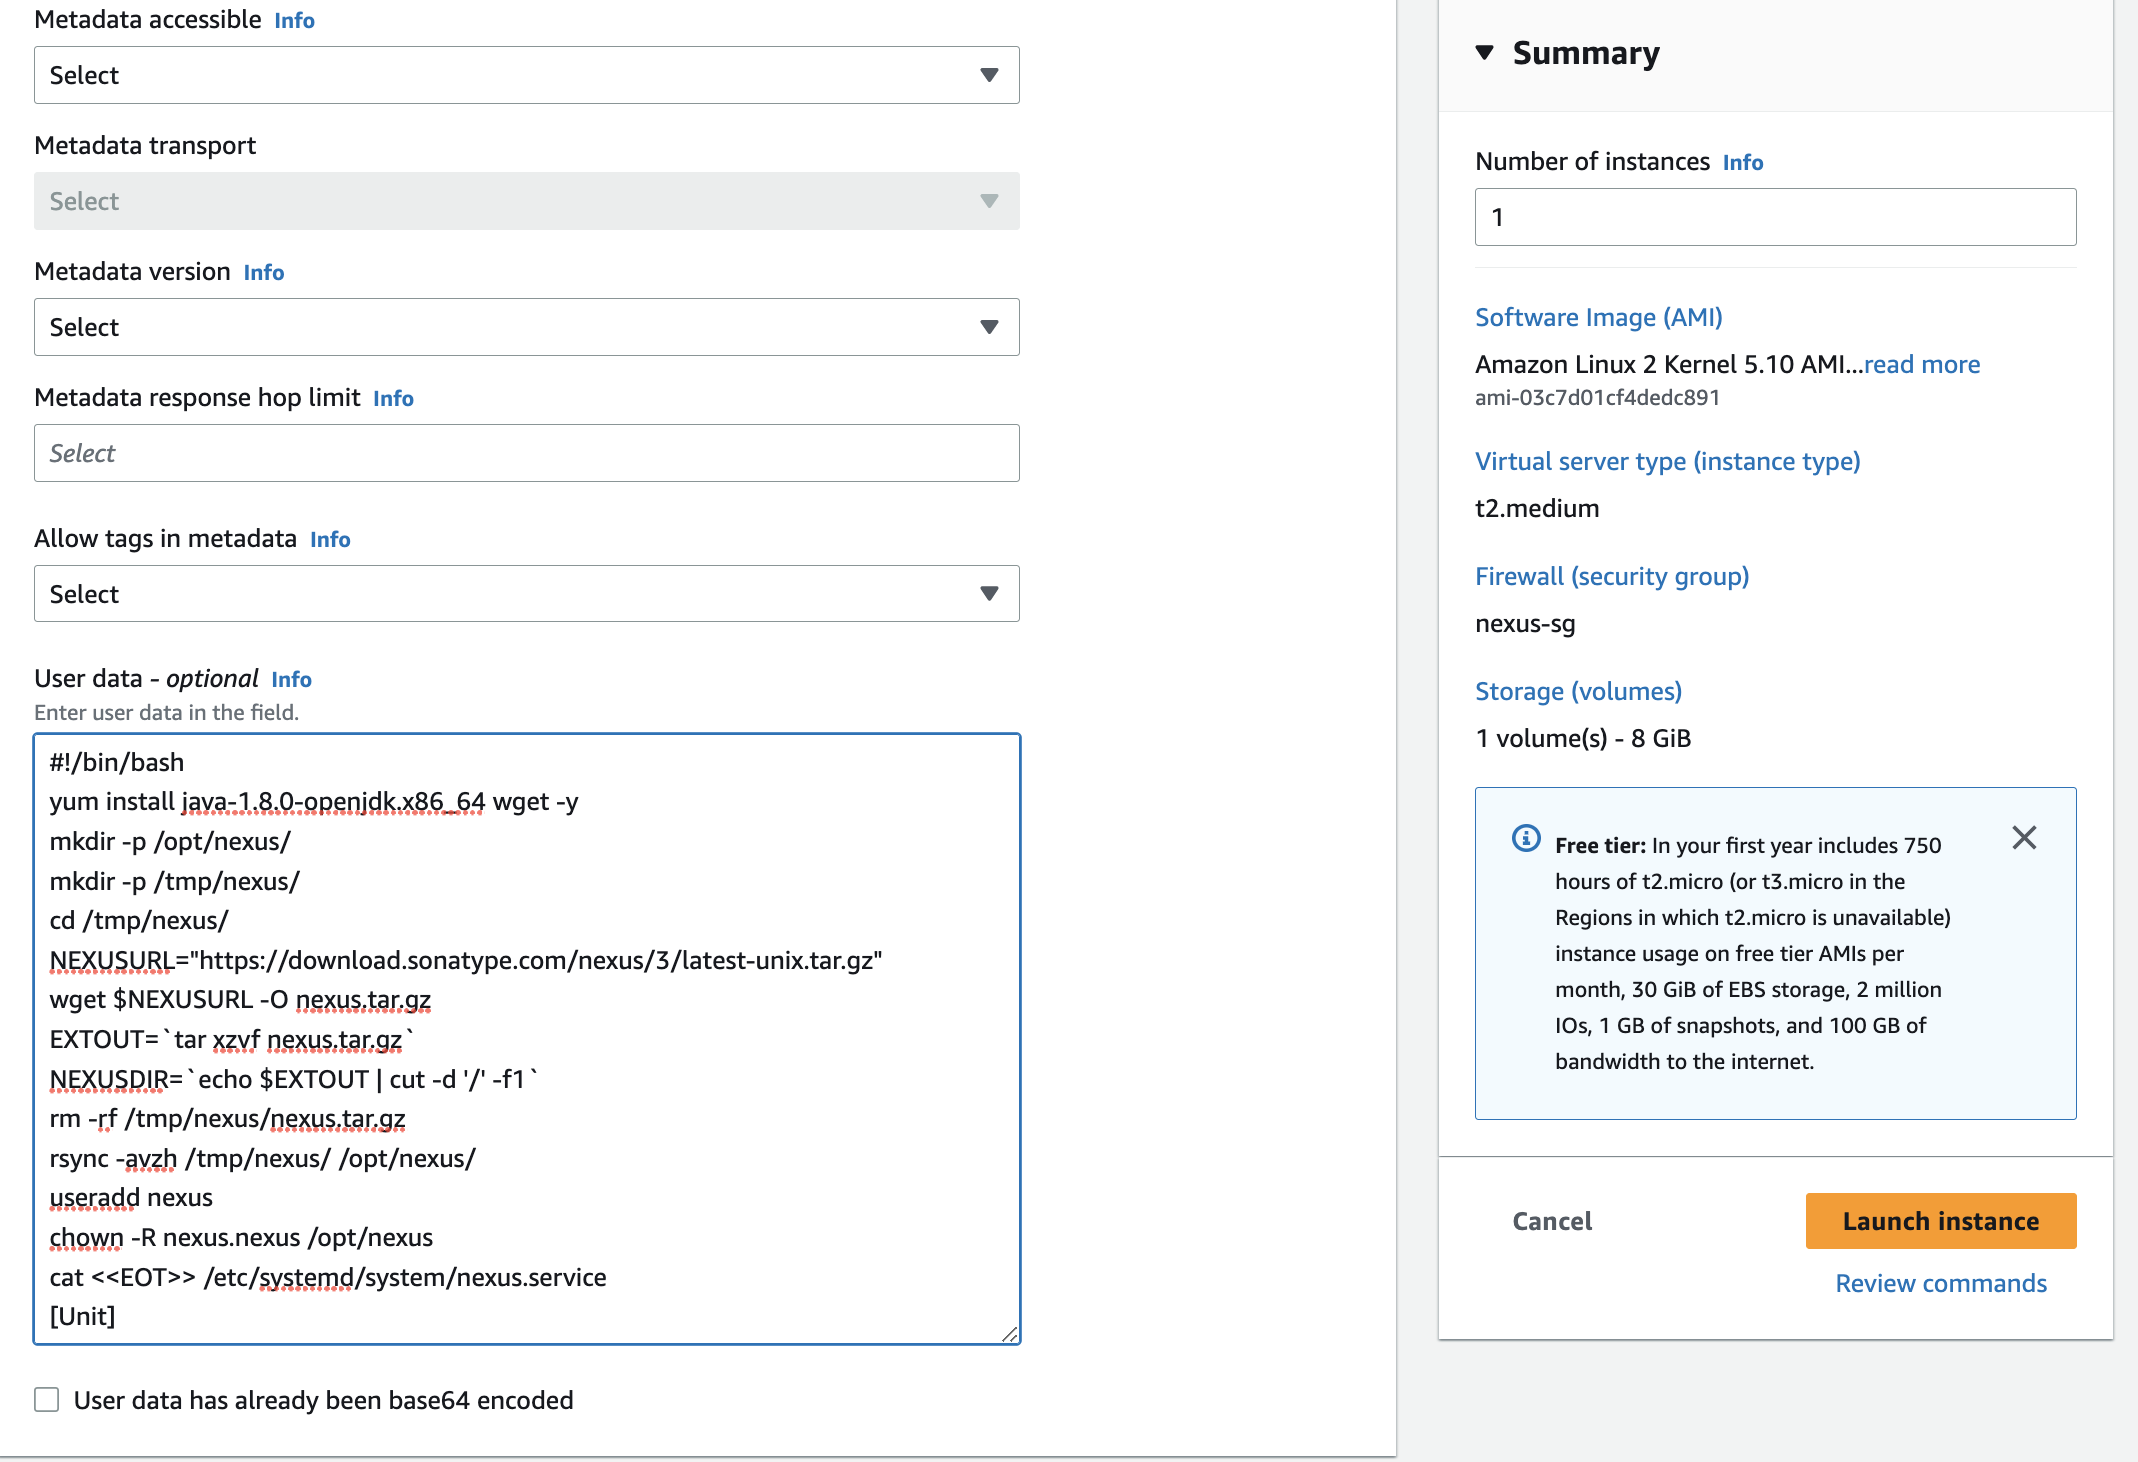 Metadata accessible Info
Select
Metadata transport
Select
Metadata version Info
Select
Metadata response hop limit Info
Select
Allow tags in metadata Info
Select
User data - optional Info
Enter user data in the field.
#!/bin/bash
yum install java-1.8.0-openjdk.x86_64 wget -y
mkdir -p /opt/nexus/
mkdir -p /tmp/nexus/
cd /tmp/nexus/
NEXUSURL="https://download.sonatype.com/nexus/3/latest-unix.tar.gz"
wget $NEXUSURL -O nexus.tar.gz
EXTOUT=`tar xzvf nexus.tar.gz`
NEXUSDIR=`echo $EXTOUT | cut -d '/' -f1`
rm -rf /tmp/nexus/nexus.tar.gz
rsync -avzh /tmp/nexus/ /opt/nexus/
useradd nexus
chown -R nexus.nexus /opt/nexus
cat <<EOT>> /etc/systemd/system/nexus.service
[Unit]
User data has already been base64 encoded
Summary
Number of instances Info
1
Software Image (AMI)
Amazon Linux 2 Kernel 5.10 AMI...read more
ami-03c7d01cf4dedc891
Virtual server type (instance type)
t2.medium
Firewall (security group)
nexus-sg
Storage (volumes)
1 volume(s) - 8 GiB
Free tier: In your first year includes 750
hours of t2.micro (or t3.micro in the
Regions in which t2.micro is unavailable)
instance usage on free tier AMIs per
month, 30 GiB of EBS storage, 2 million
IOs, 1 GB of snapshots, and 100 GB of
bandwidth to the internet.
Cancel
Launch instance
Review commands